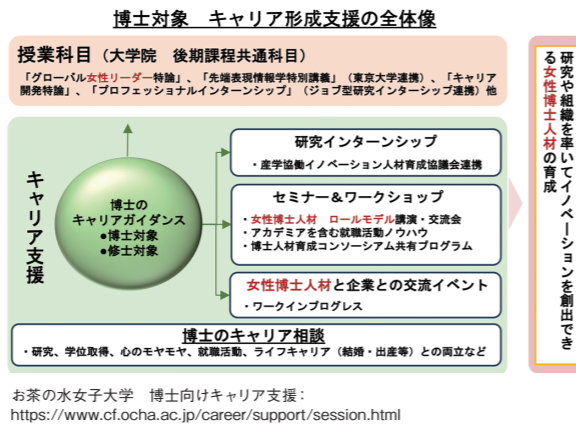 博士対象　キャリア形成支援の全体像
授業科目（大学院　後期課程共通科目）
「グローバル女性リーダー特論」、「先端表現情報学特別講義」（東京大学連携）、「キャリア
開発特論」、「プロフェッショナルインターンシップ」（ジョブ型研究インターンシップ連携）他
キャリア支援
博士の
キャリアガイダンス
●博士対象
●修士対象
研究インターンシップ
・産学協働イノベーション人材育成協議会連携
セミナー＆ワークショップ
・女性博士人材　ロールモデル講演・交流会
・アカデミアを含む就職活動ノウハウ
・博士人材育成コンソーシアム共有プログラム
女性博士人材と企業との交流イベント
・ワークインプログレス
博士のキャリア相談
・研究、学位取得、心のモヤモヤ、就職活動、ライフキャリア（結婚・出産等）との両立など
研究や組織を率いてイノベーションを創出でき
る女性博士人材の育成
お茶の水女子大学　博士向けキャリア支援：
https://www.cf.ocha.ac.jp/career/support/session.html